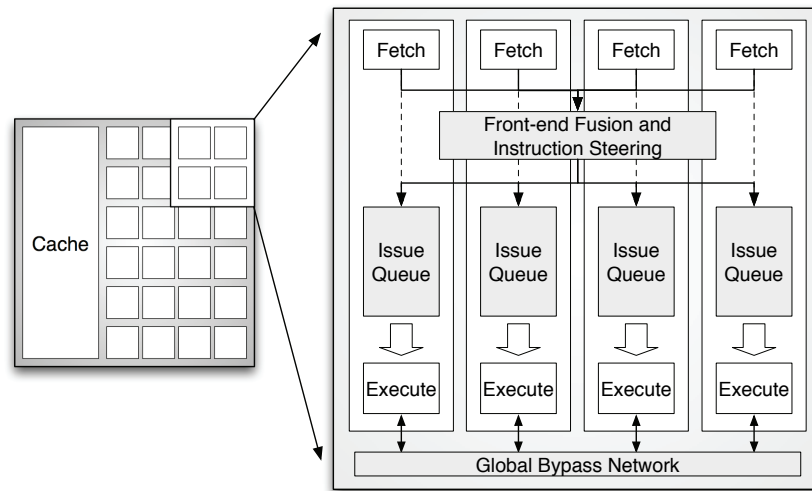 Fetch
Fetch
Fetch
Fetch
Front-end Fusion and
Instruction Steering
Cache
Issue
Queue
Issue
Queue
Issue
Queue
Issue
Queue
Execute
Execute
Execute
Execute
Global Bypass Network